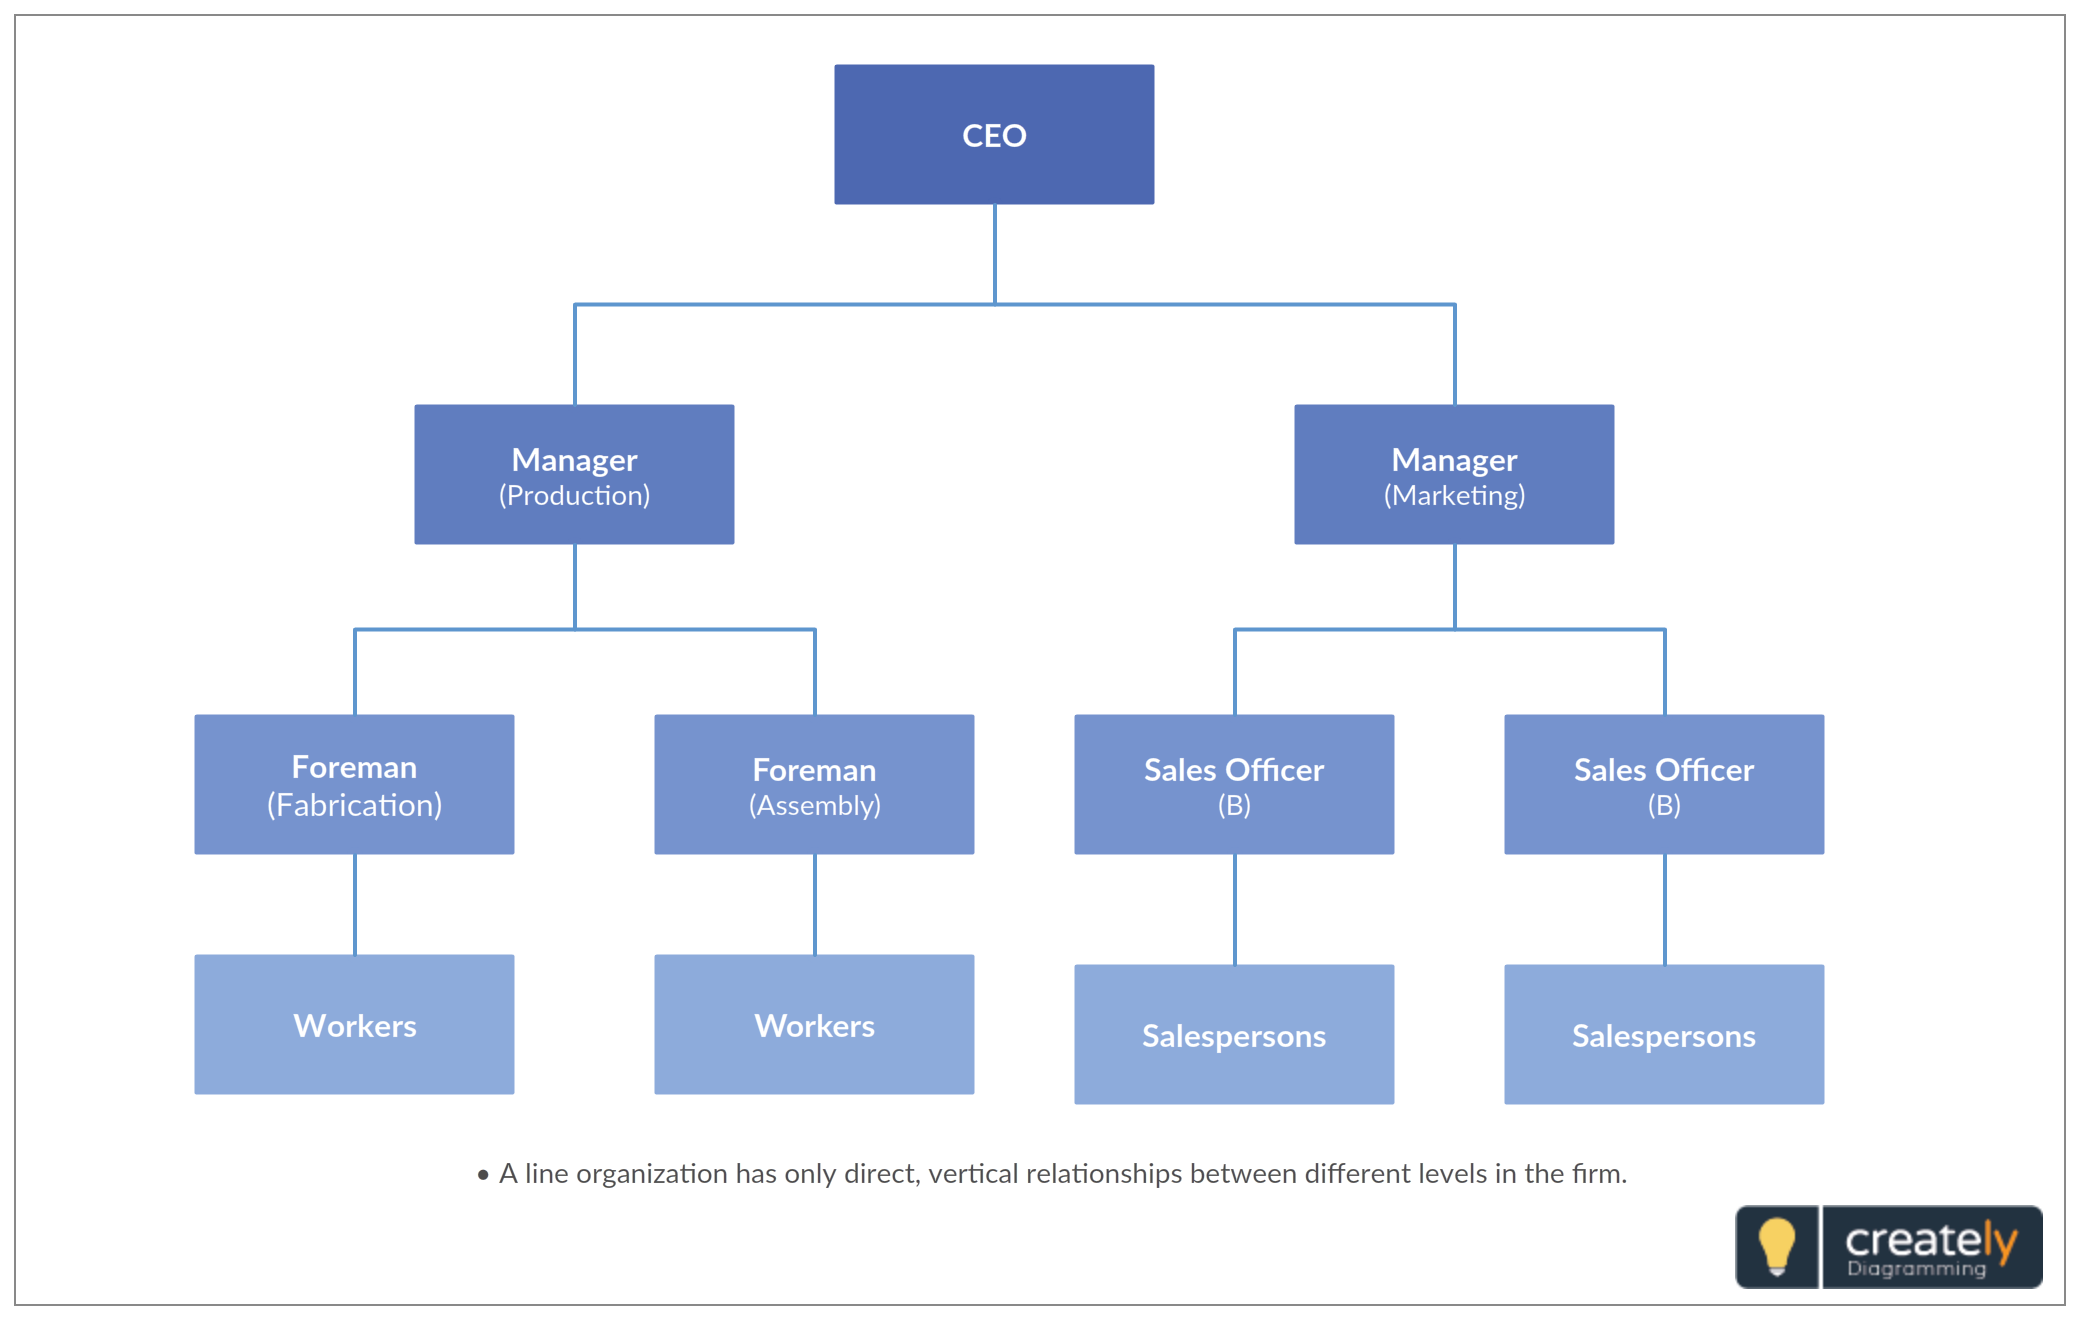 CEO
Manager
(Production)
Manager
(Marketing)
Foreman
(Fabrication)
Foreman
(Assembly)
Sales Officer
(B)
Sales Officer
(B)
Workers
Workers
Salespersons
Salespersons
• A line organization has only direct, vertical relationships between different levels in the firm.
creately
Diagramming